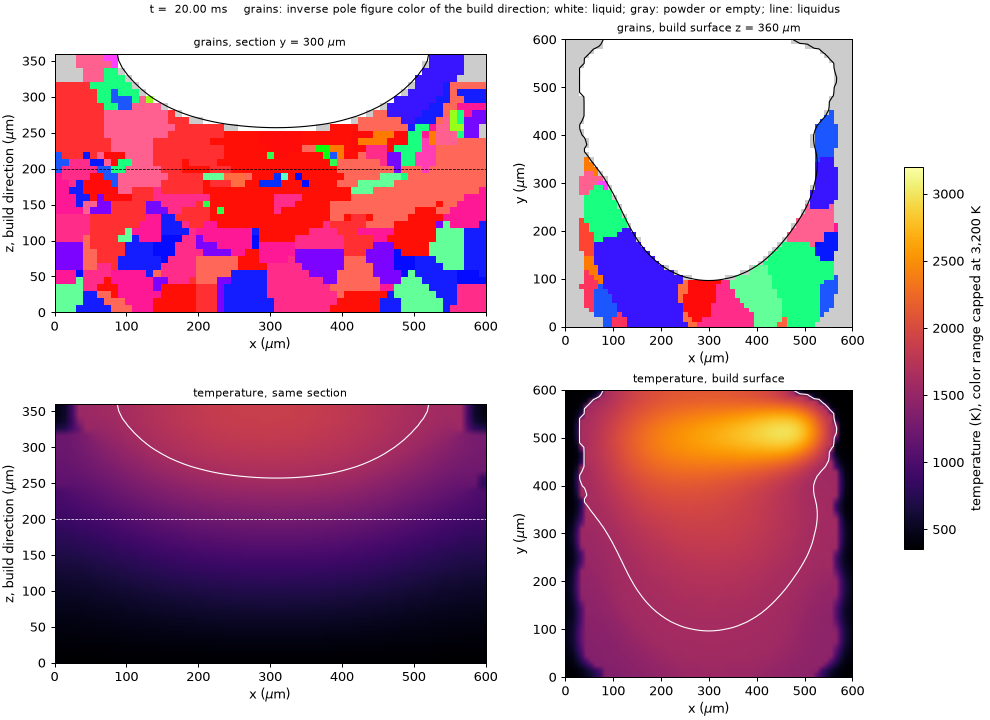 t =  20.00 ms    grains: inverse pole figure color of the build direction; white: liquid; gray: powder or empty; line: liquidus
grains, section y = 300 μm
350
300
250
200
150
100
50
0
z, build direction (μm)
0 100 200 300 400 500 600
x (μm)
grains, build surface z = 360 μm
600
500
400
300
200
100
0
y (μm)
0 100 200 300 400 500 600
x (μm)
temperature, same section
350
300
250
200
150
100
50
0
z, build direction (μm)
0 100 200 300 400 500 600
x (μm)
temperature, build surface
600
500
400
300
200
100
0
y (μm)
0 100 200 300 400 500 600
x (μm)
3000
2500
2000
1500
1000
500
temperature (K), color range capped at 3,200 K